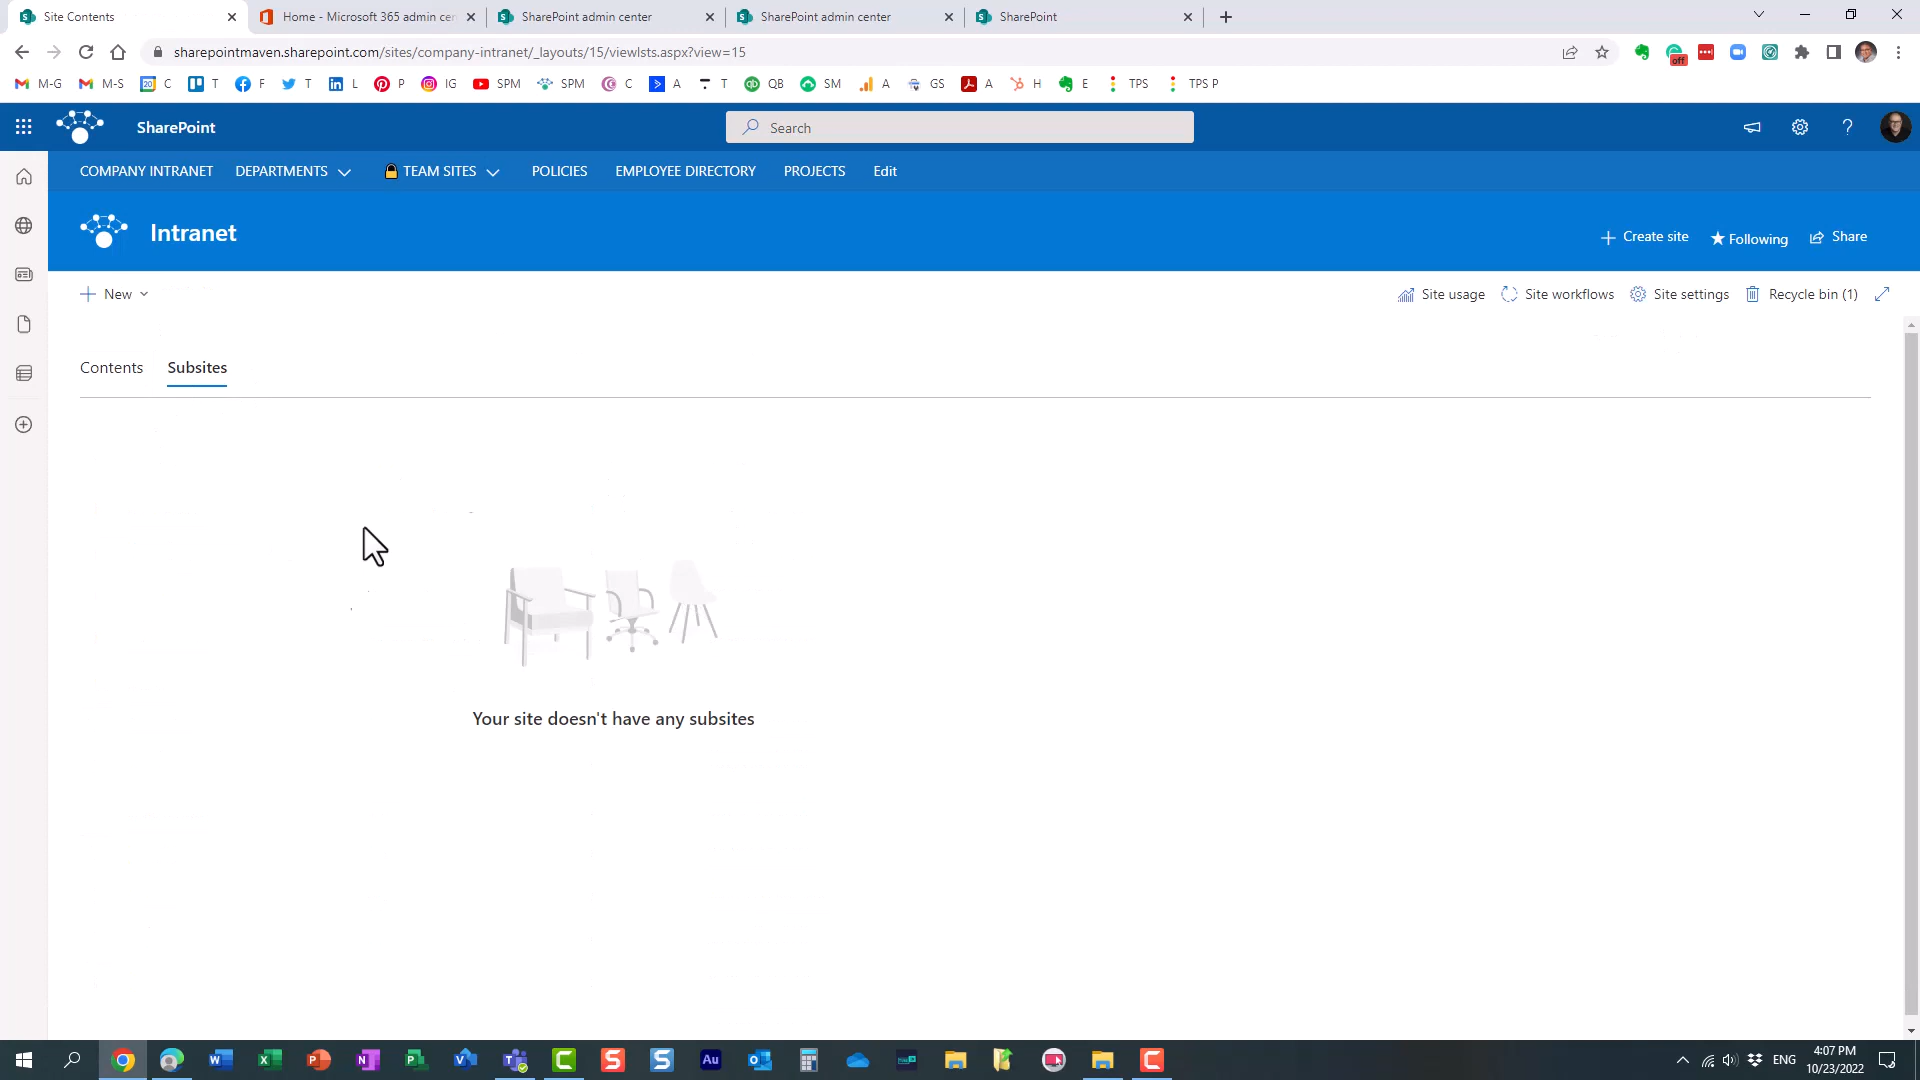 Site Contents
Home - Microsoft 365 admin cen
SharePoint admin center
SharePoint admin center
SharePoint
sharepointmaven.sharepoint.com/sites/company-intranet/_layouts/15/viewlsts.aspx?view=15
off
M-G M-S C T F T L P IG SPM SPM C A T QB SM A GS A H E TPS TPS P
SharePoint
Search
COMPANY INTRANET DEPARTMENTS TEAM SITES POLICIES EMPLOYEE DIRECTORY PROJECTS Edit
Intranet
Create site Following Share
New Site usage Site workflows Site settings Recycle bin (1)
Contents Subsites
Your site doesn't have any subsites
ENG
4:07 PM
10/23/2022